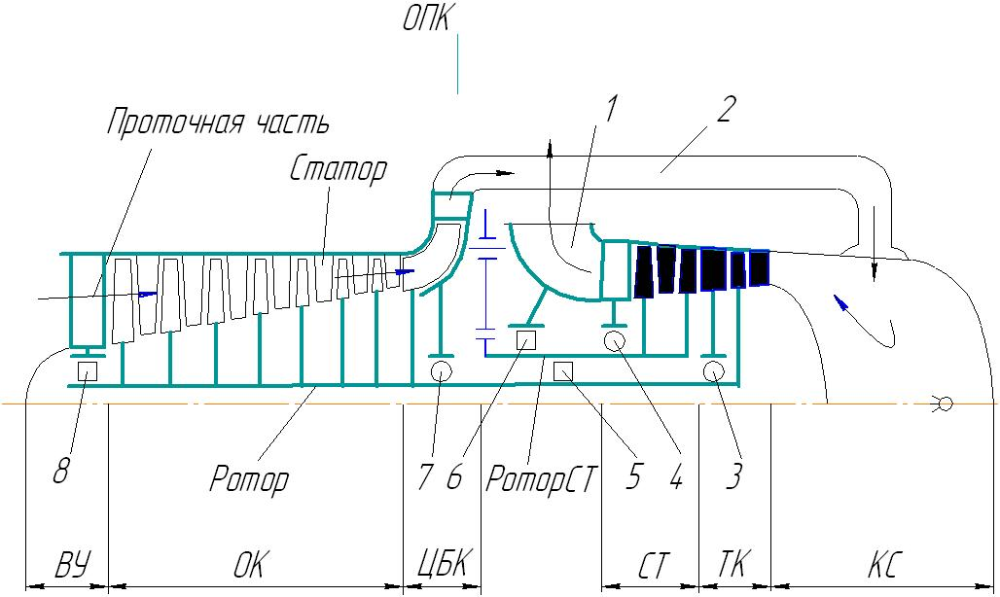 ОПК
Проточная часть
Статор
1
2
8
Ротор
7
6
РоторСТ
5
4
3
ВУ
ОК
ЦБК
СТ
ТК
КС